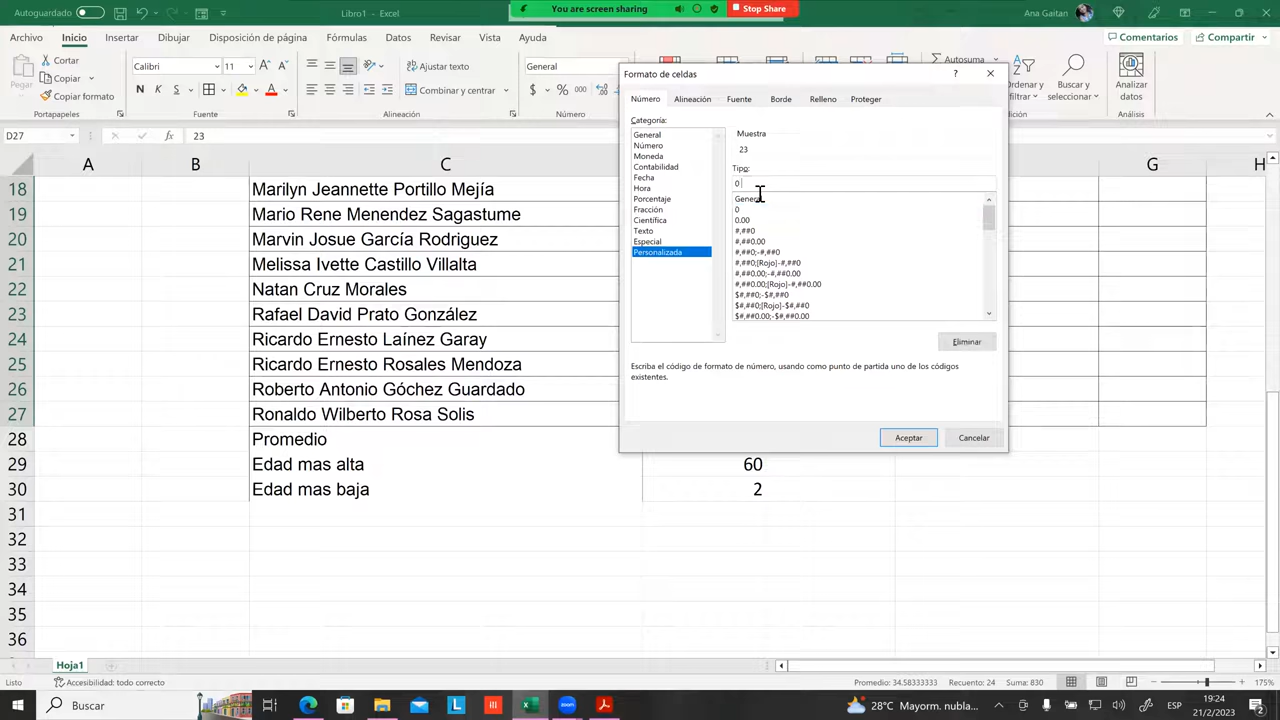 Autoguardado Libro1 - Excel You are screen sharing Stop Share Ana Gaitan
Archivo Inicio Insertar Disposición de página Fórmulas Datos Revisar Vista Ayuda Comentarios Compartir
Calibri 11 A A Ajustar texto General Autosuma
Pegar N K S Combinar y centrar $ % 000 Ordenar y filtrar Buscar y seleccionar Analizar datos
Portapapeles Fuente Alineación Número Análisis
D27 fx 23
A B C G H
18 Marilyn Jeannette Portillo Mejía
19 Mario Rene Menendez Sagastume
20 Marvin Josue García Rodriguez
21 Melissa Ivette Castillo Villalta
22 Natan Cruz Morales
23 Rafael David Prato González
24 Ricardo Ernesto Laínez Garay
25 Ricardo Ernesto Rosales Mendoza
26 Roberto Antonio Góchez Guardado
27 Ronaldo Wilberto Rosa Solis
28 Promedio
29 Edad mas alta 60
30 Edad mas baja 2
31
32
33
34
35
36
Formato de celdas ?
Número Alineación Fuente Borde Relleno Proteger
Categoría:
General
Número
Moneda
Contabilidad
Fecha
Hora
Porcentaje
Fracción
Científica
Texto
Especial
Personalizada
Muestra
23
Tipo:
0
General
0
0.00
#,##0
#,##0.00
#,##0;-#,##0
#,##0;[Rojo]-#,##0
#,##0.00;-#,##0.00
#,##0.00;[Rojo]-#,##0.00
$#,##0;-$#,##0
$#,##0;[Rojo]-$#,##0
$#,##0.00;-$#,##0.00
Eliminar
Escriba el código de formato de número, usando como punto de partida uno de los códigos
existentes.
Aceptar Cancelar
Hoja1
Listo Accesibilidad: todo correcto Promedio: 34.58333333 Recuento: 24 Suma: 830 175%
Buscar 28°C Mayorm. nubla... ESP 19:24
21/2/2023